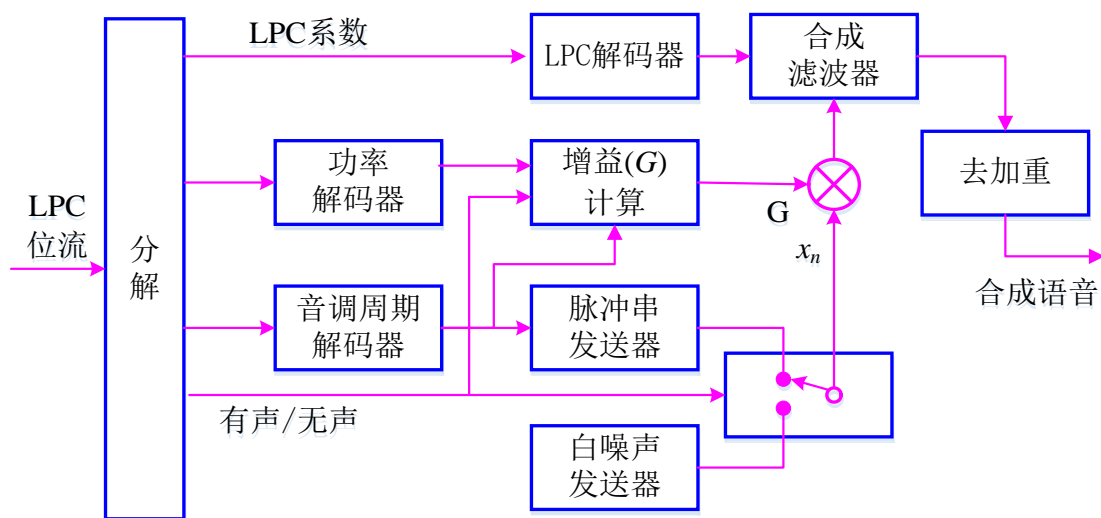 LPC系数
LPC解码器
合成
滤波器
功率
解码器
增益(G)
计算
G
去加重
LPC
位流
分
解
xn
合成语音
音调周期
解码器
脉冲串
发送器
有声/无声
白噪声
发送器